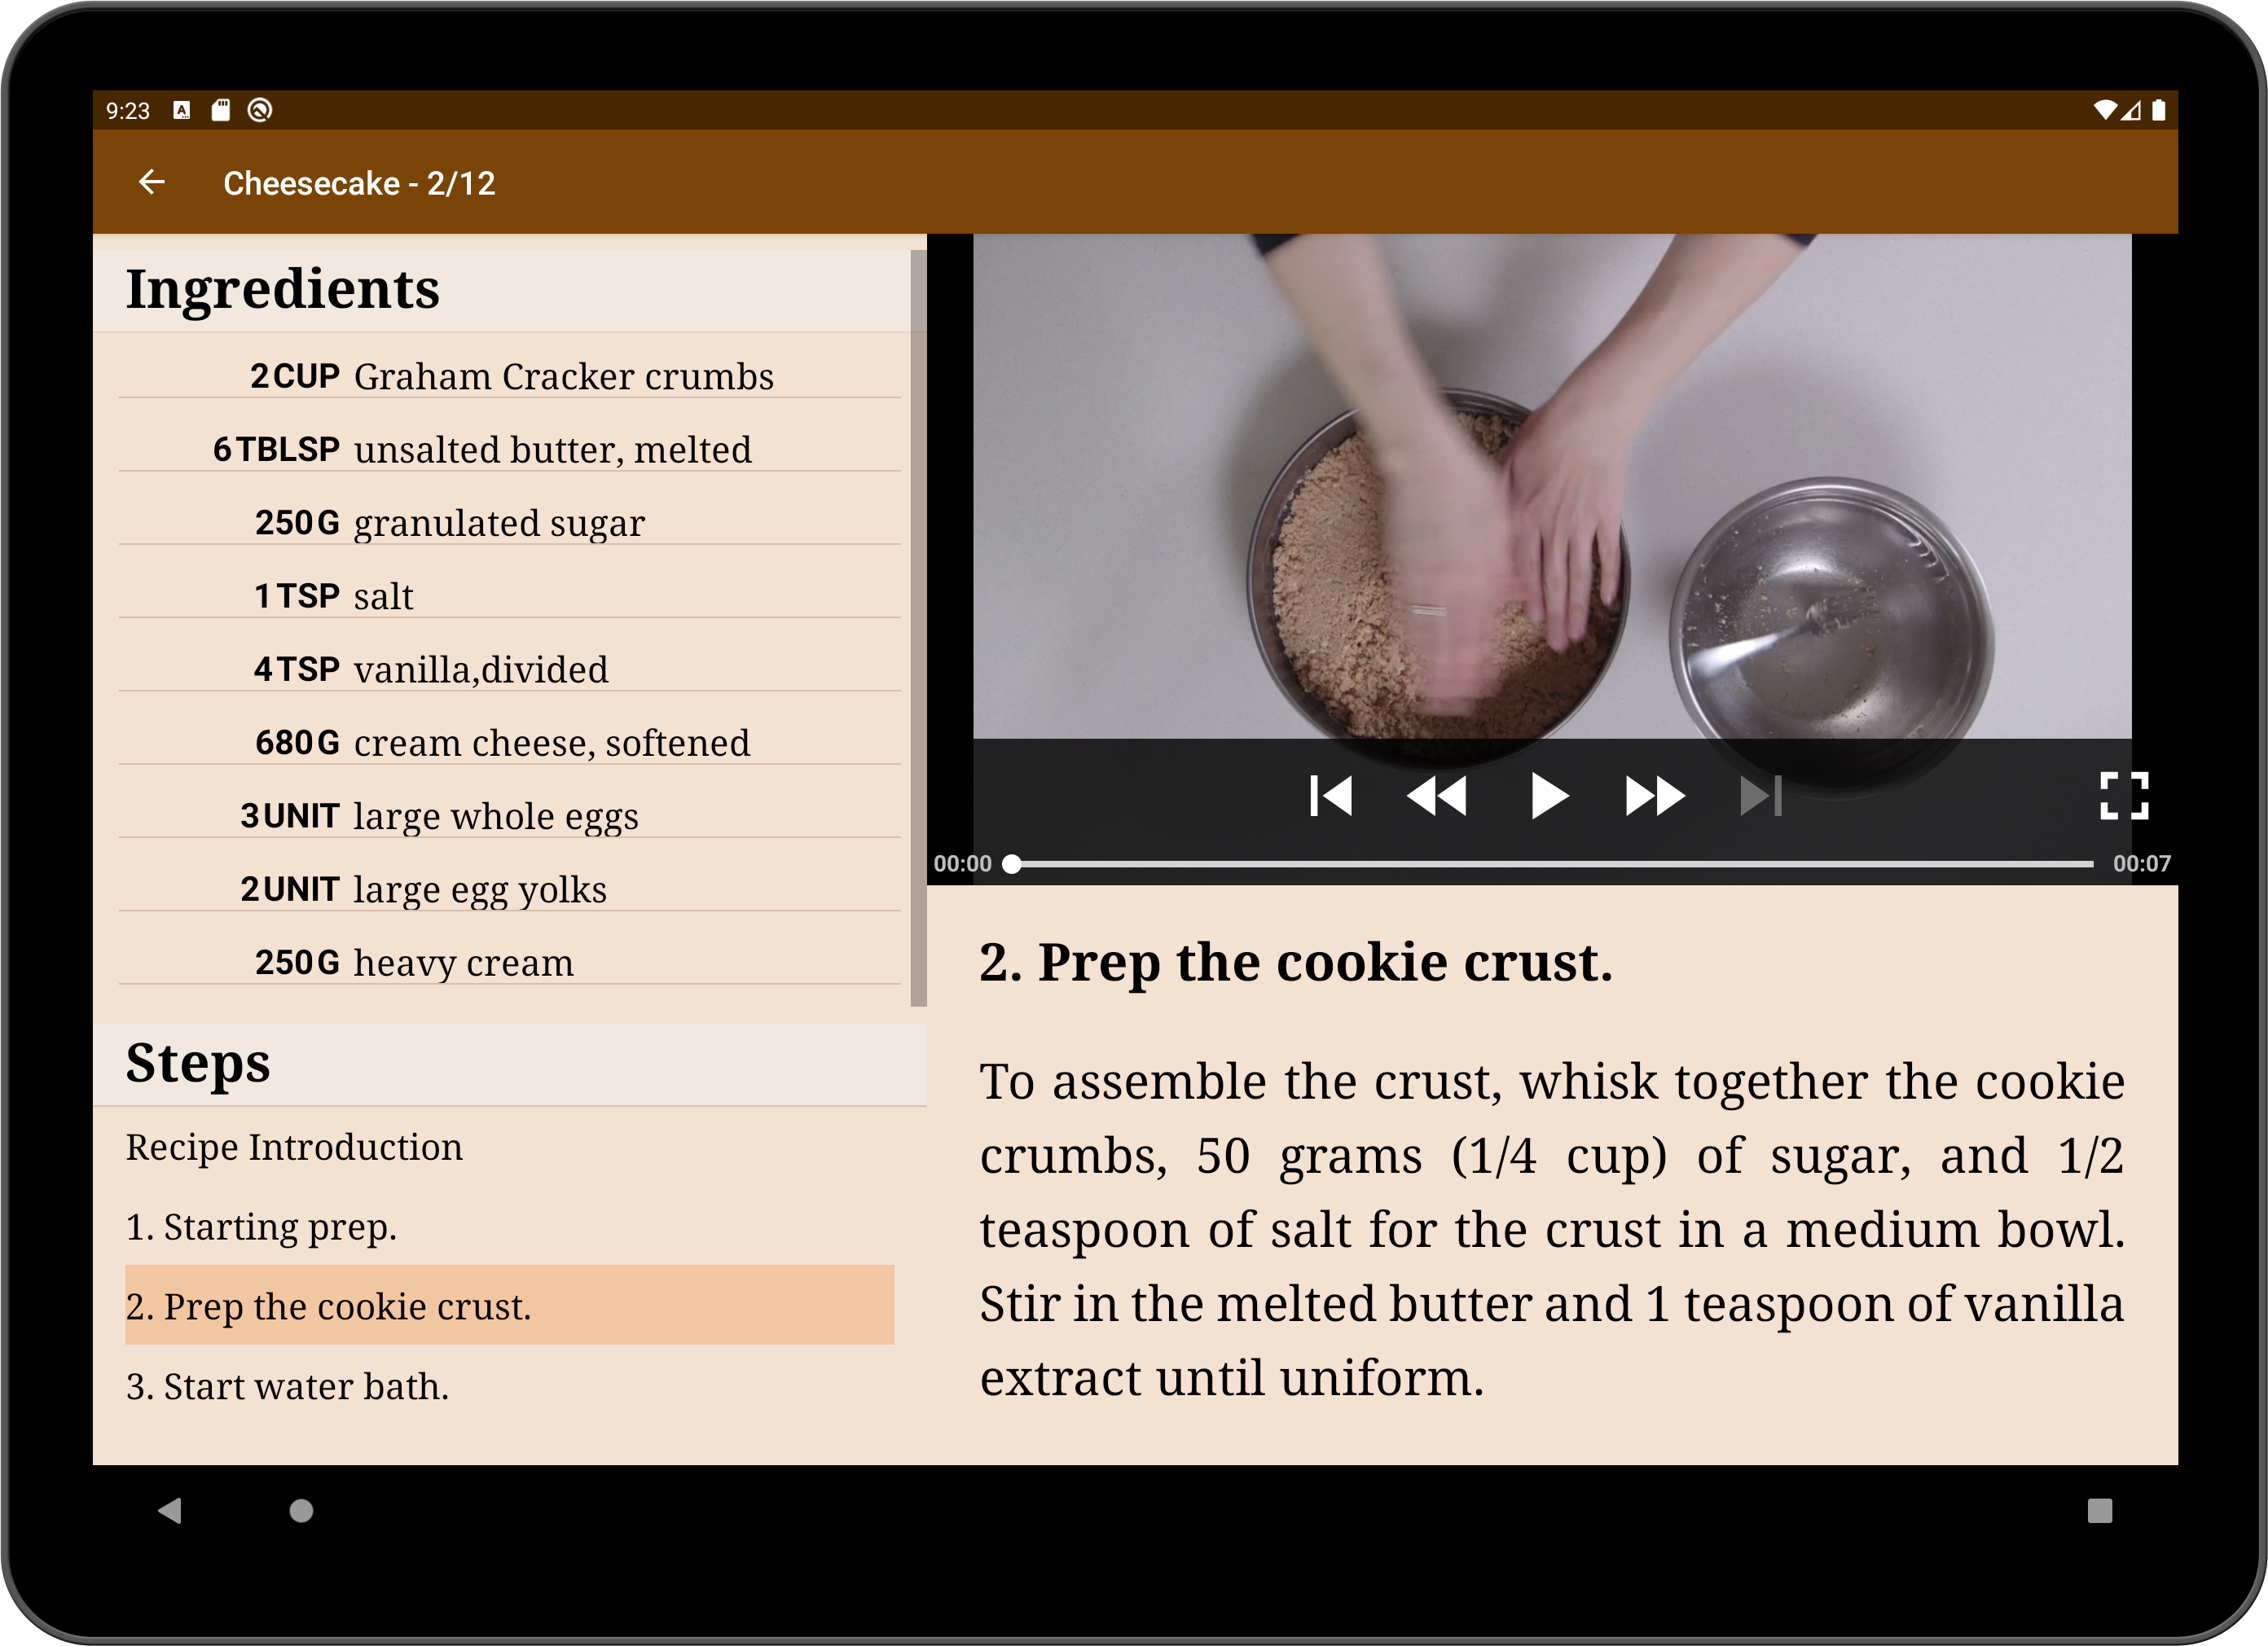 9:23
Cheesecake - 2/12
Ingredients
2 CUP Graham Cracker crumbs
6 TBLSP unsalted butter, melted
250 G granulated sugar
1 TSP salt
4 TSP vanilla,divided
680 G cream cheese, softened
3 UNIT large whole eggs
2 UNIT large egg yolks
250 G heavy cream
Steps
Recipe Introduction
1. Starting prep.
2. Prep the cookie crust.
3. Start water bath.
00:00
00:07
2. Prep the cookie crust.
To assemble the crust, whisk together the cookie
crumbs, 50 grams (1/4 cup) of sugar, and 1/2
teaspoon of salt for the crust in a medium bowl.
Stir in the melted butter and 1 teaspoon of vanilla
extract until uniform.